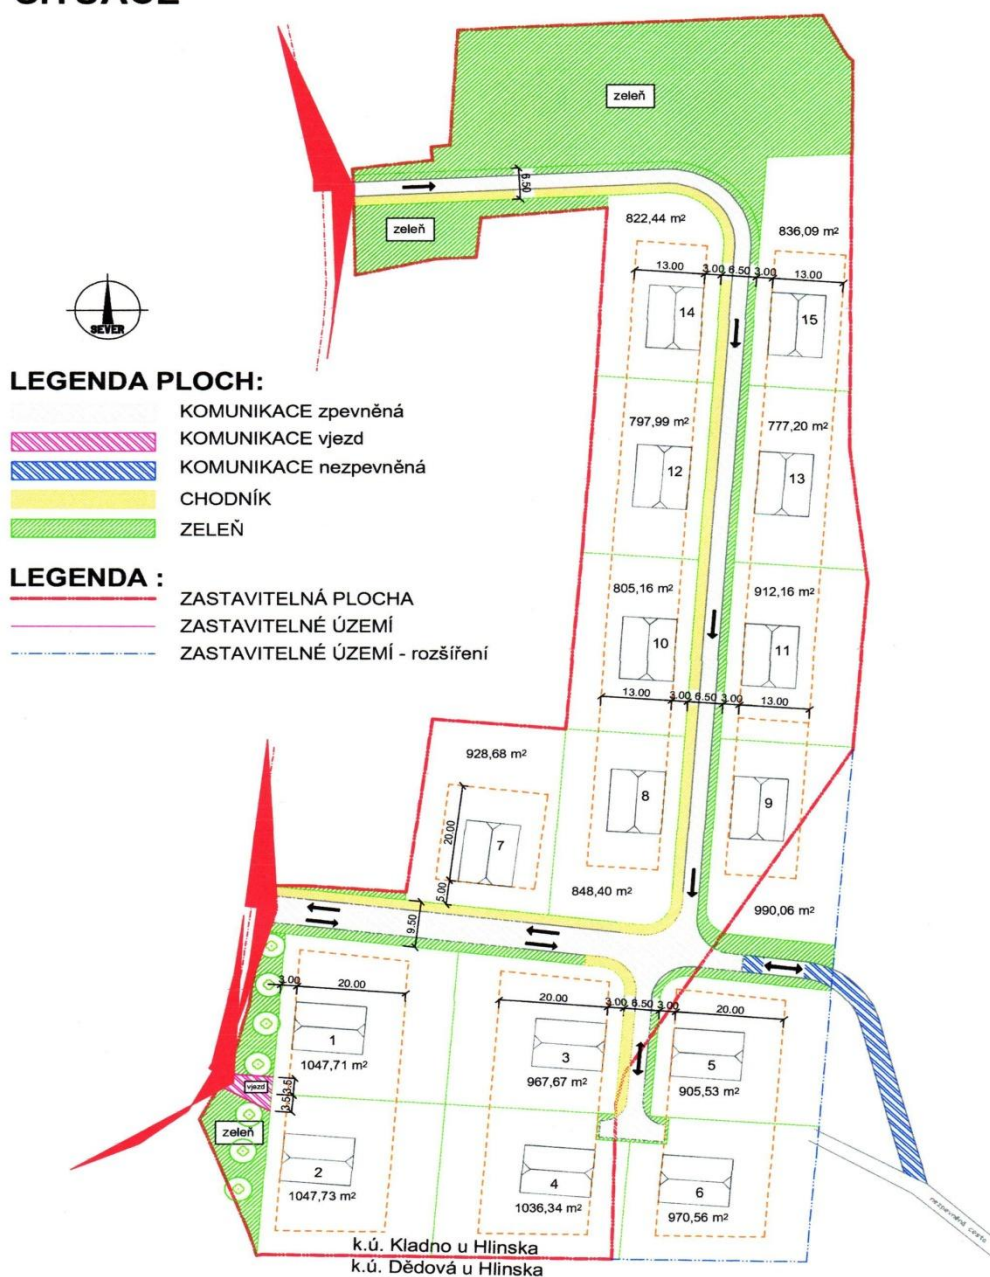 SITUACE
zeleň
6.50
zeleň
822,44 m²
836,09 m²
13.00 3.00 6.50 3.00 13.00
14
15
SEVER
LEGENDA PLOCH:
KOMUNIKACE zpevněná
KOMUNIKACE vjezd
KOMUNIKACE nezpevněná
CHODNÍK
ZELEŇ
797,99 m²
777,20 m²
12
13
LEGENDA :
ZASTAVITELNÁ PLOCHA
ZASTAVITELNÉ ÚZEMÍ
ZASTAVITELNÉ ÚZEMÍ - rozšíření
805,16 m²
912,16 m²
10
11
13.00 3.00 6.50 3.00 13.00
928,68 m²
8
9
20.00
7
5.00
848,40 m²
990,06 m²
9.50
3.00 20.00
20.00 3.00 6.50 3.00 20.00
1
1047,71 m²
3
967,67 m²
5
905,53 m²
vjezd
3.5
3.5
zeleň
2
1047,73 m²
4
1036,34 m²
6
970,56 m²
nezpevněná cesta
k.ú. Kladno u Hlinska
k.ú. Dědová u Hlinska